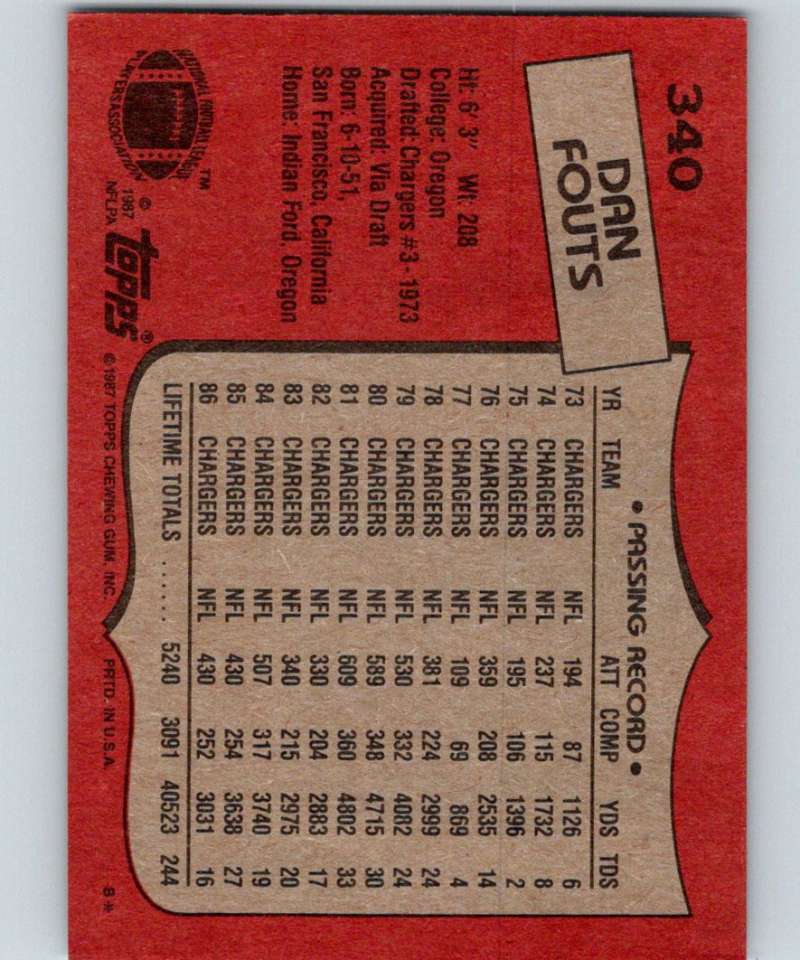 340
DAN
FOUTS
Ht: 6' 3" Wt: 208
College: Oregon
Drafted: Chargers #3 - 1973
Acquired: Via Draft
Born: 6-10-51,
San Francisco, California
Home: Indian Ford, Oregon
NATIONAL FOOTBALL LEAGUE
PLAYERS ASSOCIATION
TM
© 1987
NFLPA
topps®
• PASSING RECORD •
YR TEAM ATT COMP YDS TDS
73 CHARGERS NFL 194 87 1126 6
74 CHARGERS NFL 237 115 1732 8
75 CHARGERS NFL 195 106 1396 2
76 CHARGERS NFL 359 208 2535 14
77 CHARGERS NFL 109 69 869 4
78 CHARGERS NFL 381 224 2999 24
79 CHARGERS NFL 530 332 4082 24
80 CHARGERS NFL 589 348 4715 30
81 CHARGERS NFL 609 360 4802 33
82 CHARGERS NFL 330 204 2883 17
83 CHARGERS NFL 340 215 2975 20
84 CHARGERS NFL 507 317 3740 19
85 CHARGERS NFL 430 254 3638 27
86 CHARGERS NFL 430 252 3031 16
LIFETIME TOTALS ...... 5240 3091 40523 244
©1987 TOPPS CHEWING GUM, INC. PRTD. IN U.S.A. B*